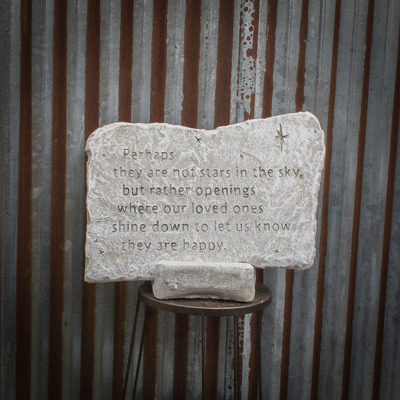 Perhaps
they are not stars in the sky,
but rather openings
where our loved ones
shine down to let us know
they are happy.